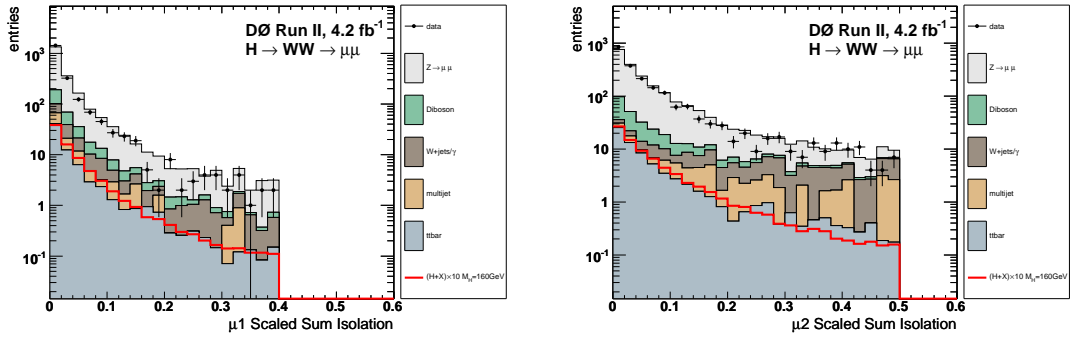 entries
DØ Run II, 4.2 fb⁻¹
H → WW → μμ
10³
10²
10
1
10⁻¹
0 0.1 0.2 0.3 0.4 0.5 0.6
μ1 Scaled Sum Isolation
data
Z→μ μ
Diboson
W+jets/γ
multijet
ttbar
(H+X)×10 M_H=160GeV
entries
DØ Run II, 4.2 fb⁻¹
H → WW → μμ
10³
10²
10
1
10⁻¹
0 0.1 0.2 0.3 0.4 0.5 0.6
μ2 Scaled Sum Isolation
data
Z→μ μ
Diboson
W+jets/γ
multijet
ttbar
(H+X)×10 M_H=160GeV